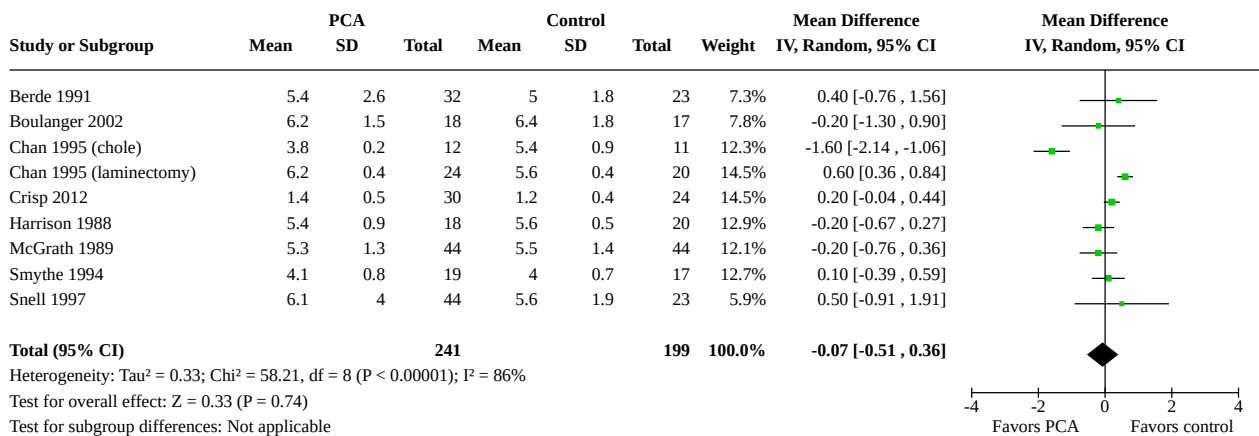 PCA Control Mean Difference Mean Difference
Study or Subgroup Mean SD Total Mean SD Total Weight IV, Random, 95% CI IV, Random, 95% CI
Berde 1991 5.4 2.6 32 5 1.8 23 7.3% 0.40 [-0.76 , 1.56]
Boulanger 2002 6.2 1.5 18 6.4 1.8 17 7.8% -0.20 [-1.30 , 0.90]
Chan 1995 (chole) 3.8 0.2 12 5.4 0.9 11 12.3% -1.60 [-2.14 , -1.06]
Chan 1995 (laminectomy) 6.2 0.4 24 5.6 0.4 20 14.5% 0.60 [0.36 , 0.84]
Crisp 2012 1.4 0.5 30 1.2 0.4 24 14.5% 0.20 [-0.04 , 0.44]
Harrison 1988 5.4 0.9 18 5.6 0.5 20 12.9% -0.20 [-0.67 , 0.27]
McGrath 1989 5.3 1.3 44 5.5 1.4 44 12.1% -0.20 [-0.76 , 0.36]
Smythe 1994 4.1 0.8 19 4 0.7 17 12.7% 0.10 [-0.39 , 0.59]
Snell 1997 6.1 4 44 5.6 1.9 23 5.9% 0.50 [-0.91 , 1.91]
Total (95% CI) 241 199 100.0% -0.07 [-0.51 , 0.36]
Heterogeneity: Tau² = 0.33; Chi² = 58.21, df = 8 (P < 0.00001); I² = 86%
Test for overall effect: Z = 0.33 (P = 0.74)
Test for subgroup differences: Not applicable
-4 -2 0 2 4
Favors PCA Favors control